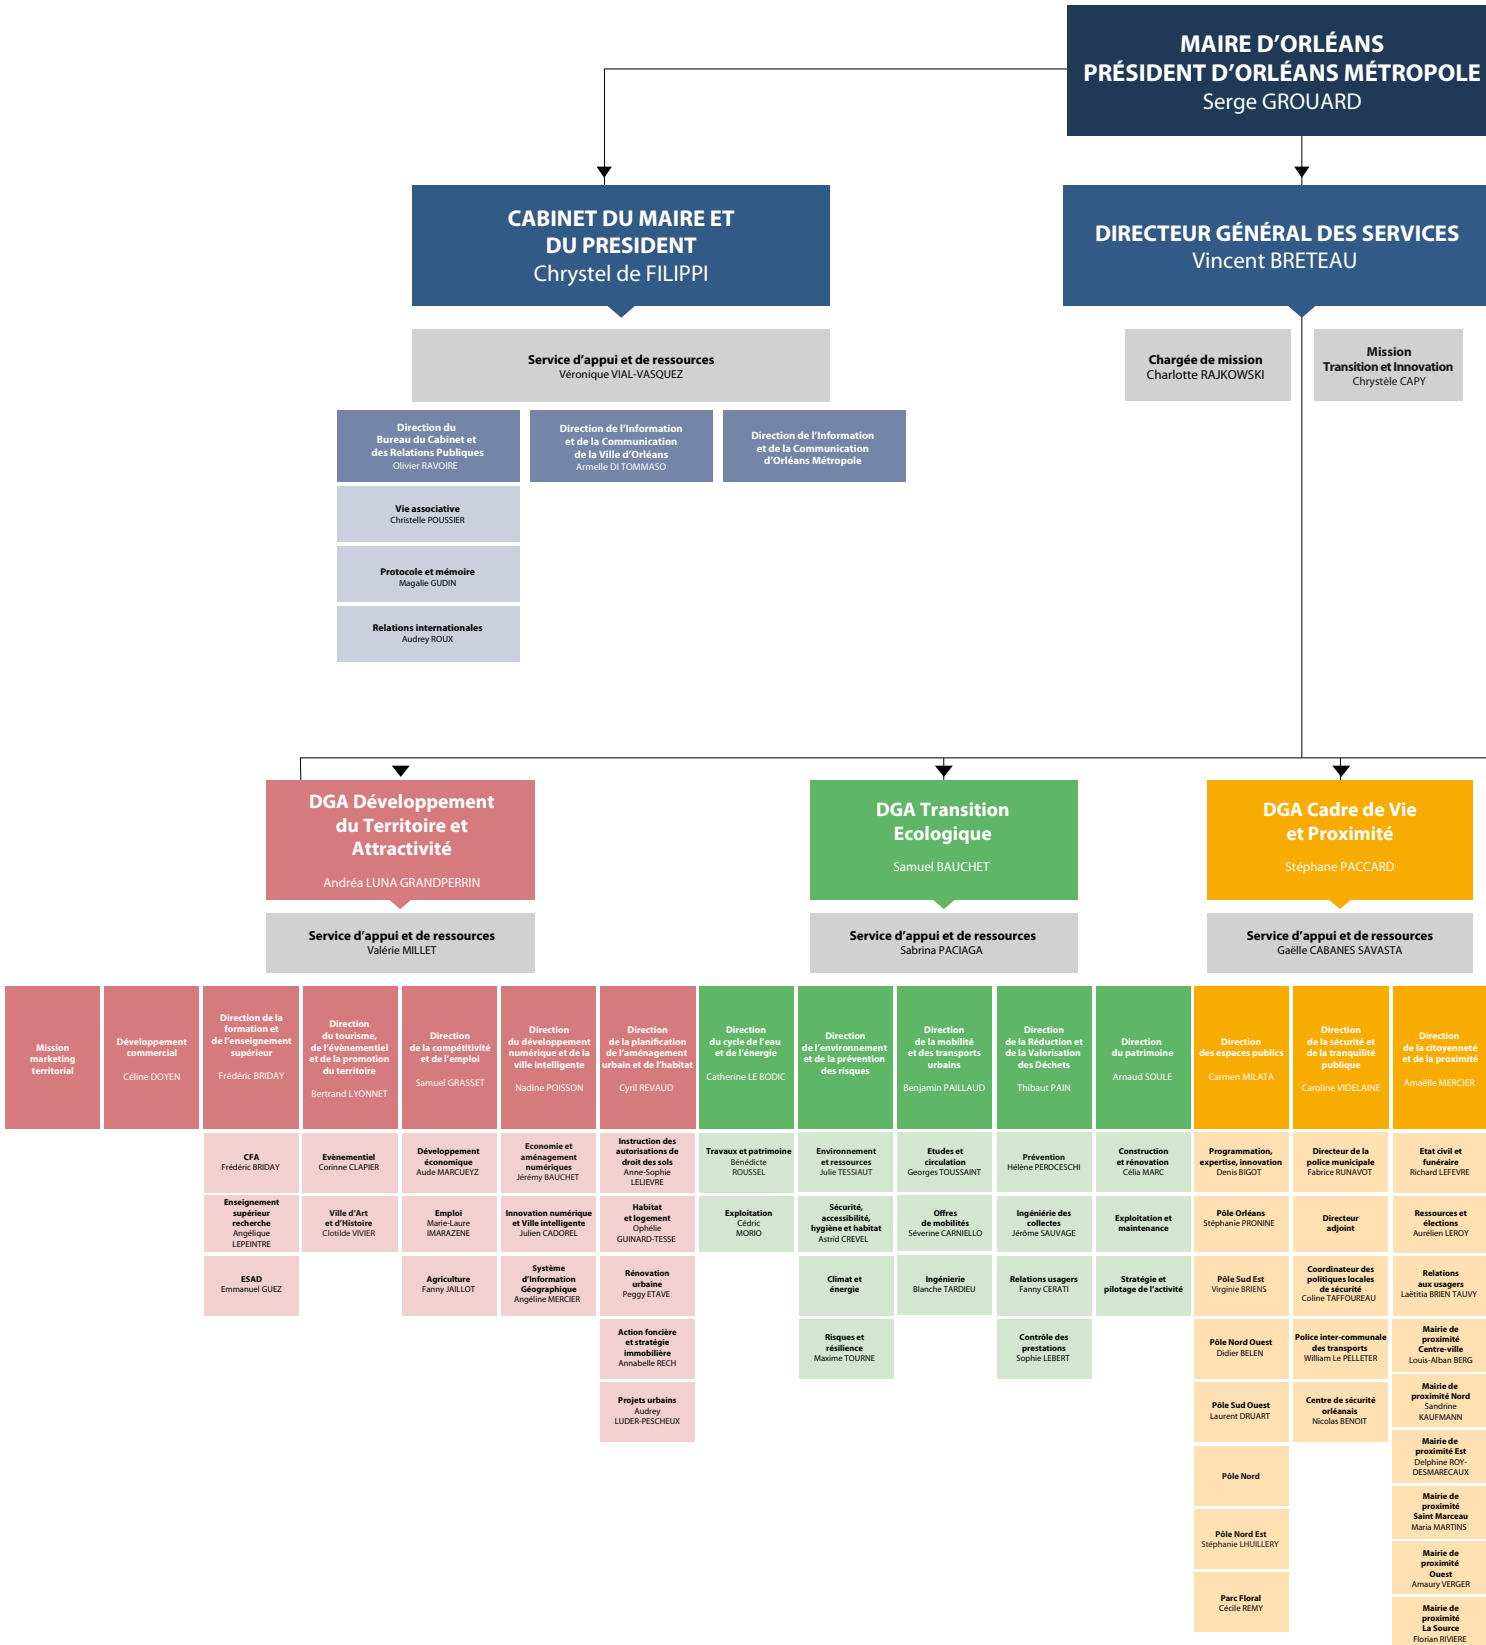 MAIRE D'ORLÉANS
PRÉSIDENT D'ORLÉANS MÉTROPOLE
Serge GROUARD
CABINET DU MAIRE ET
DU PRESIDENT
Chrystel de FILIPPI
DIRECTEUR GÉNÉRAL DES SERVICES
Vincent BRETEAU
Service d'appui et de ressources
Véronique VIAL-VASQUEZ
Chargée de mission
Charlotte RAJKOWSKI
Mission
Transition et Innovation
Chrystèle CAPY
Direction du
Bureau du Cabinet et
des Relations Publiques
Olivier RAVOIRE
Direction de l'Information
et de la Communication
de la Ville d'Orléans
Armelle DI TOMMASO
Direction de l'Information
et de la Communication
d'Orléans Métropole
Vie associative
Christelle POUSSIER
Protocole et mémoire
Magalie GUDIN
Relations internationales
Audrey ROUX
DGA Développement
du Territoire et
Attractivité
Andréa LUNA GRANDPERRIN
DGA Transition
Ecologique
Samuel BAUCHET
DGA Cadre de Vie
et Proximité
Stéphane PACCARD
Service d'appui et de ressources
Valérie MILLET
Service d'appui et de ressources
Sabrina PACIAGA
Service d'appui et de ressources
Gaëlle CABANES SAVASTA
Mission
marketing
territorial
Développement
commercial
Céline DOYEN
Direction de la
formation et
de l'enseignement
supérieur
Frédéric BRIDAY
Direction
du tourisme,
de l'évènementiel
et de la promotion
du territoire
Bertrand LYONNET
Direction
de la compétitivité
et de l'emploi
Samuel GRASSET
Direction
du développement
numérique et de la
ville intelligente
Nadine POISSON
Direction
de la planification
de l'aménagement
urbain et de l'habitat
Cyril REVAUD
Direction
du cycle de l'eau
et de l'énergie
Catherine LE BODIC
Direction
de l'environnement
et de la prévention
des risques
Direction
de la mobilité
et des transports
urbains
Benjamin PAILLAUD
Direction
de la Réduction et
de la Valorisation
des Déchets
Thibaut PAIN
Direction
du patrimoine
Arnaud SOULE
Direction
des espaces publics
Carmen MILATA
Direction
de la sécurité et
de la tranquilité
publique
Caroline VIDELAINE
Direction
de la citoyenneté
et de la proximité
Amaëlle MERCIER
CFA
Frédéric BRIDAY
Enseignement
supérieur
recherche
Angélique
LEPEINTRE
ESAD
Emmanuel GUEZ
Evènementiel
Corinne CLAPIER
Ville d'Art
et d'Histoire
Clotilde VIVIER
Développement
économique
Aude MARCUEYZ
Emploi
Marie-Laure
IMARAZENE
Agriculture
Fanny JAILLOT
Economie et
aménagement
numériques
Jérémy BAUCHET
Innovation numérique
et Ville intelligente
Julien CADOREL
Système
d'Information
Géographique
Angéline MERCIER
Instruction des
autorisations de
droit des sols
Anne-Sophie
LELIEVRE
Habitat
et logement
Ophélie
GUINARD-TESSE
Rénovation
urbaine
Peggy ETAVE
Action foncière
et stratégie
immobilière
Annabelle RECH
Projets urbains
Audrey
LUDER-PESCHEUX
Travaux et patrimoine
Bénédicte
ROUSSEL
Exploitation
Cédric
MORIO
Environnement
et ressources
Julie TESSIAUT
Sécurité,
accessibilité,
hygiène et habitat
Astrid CREVEL
Climat et
énergie
Risques et
résilience
Maxime TOURNE
Etudes et
circulation
Georges TOUSSAINT
Offres
de mobilités
Séverine CARNIELLO
Ingénierie
Blanche TARDIEU
Prévention
Hélène PEROCESCHI
Ingéniérie des
collectes
Jérôme SAUVAGE
Relations usagers
Fanny CERATI
Contrôle des
prestations
Sophie LEBERT
Construction
et rénovation
Célia MARC
Exploitation et
maintenance
Stratégie et
pilotage de l'activité
Programmation,
expertise, innovation
Denis BIGOT
Pôle Orléans
Stéphanie PRONINE
Pôle Sud Est
Virginie BRIENS
Pôle Nord Ouest
Didier BELEN
Pôle Sud Ouest
Laurent DRUART
Pôle Nord
Pôle Nord Est
Stéphanie LHUILLERY
Parc Floral
Cécile REMY
Directeur de la
police municipale
Fabrice RUNAVOT
Directeur
adjoint
Coordinateur des
politiques locales
de sécurité
Coline TAFFOUREAU
Police inter-communale
des transports
William Le PELLETER
Centre de sécurité
orléanais
Nicolas BENOIT
Etat civil et
funéraire
Richard LEFEVRE
Ressources et
élections
Aurélien LEROY
Relations
aux usagers
Laëtitia BRIEN TAUVY
Mairie de
proximité
Centre-ville
Louis-Alban BERG
Mairie de
proximité Nord
Sandrine
KAUFMANN
Mairie de
proximité Est
Delphine ROY-
DESMARECAUX
Mairie de
proximité
Saint Marceau
Maria MARTINS
Mairie de
proximité
Ouest
Amaury VERGER
Mairie de
proximité
La Source
Florian RIVIERE